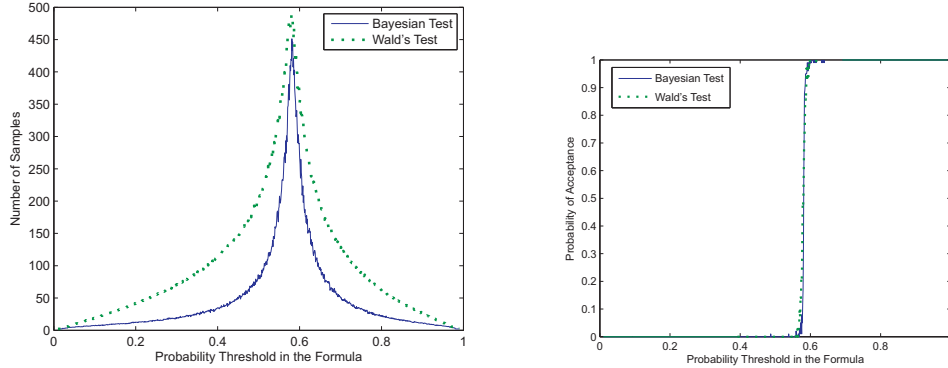 500
450
400
350
300
250
200
150
100
50
0
Number of Samples
Bayesian Test
Wald's Test
0 0.2 0.4 0.6 0.8 1
Probability Threshold in the Formula
1
0.9
0.8
0.7
0.6
0.5
0.4
0.3
0.2
0.1
0
Probability of Acceptance
Bayesian Test
Wald's Test
0 0.2 0.4 0.6 0.8
Probability Threshold in the Formula